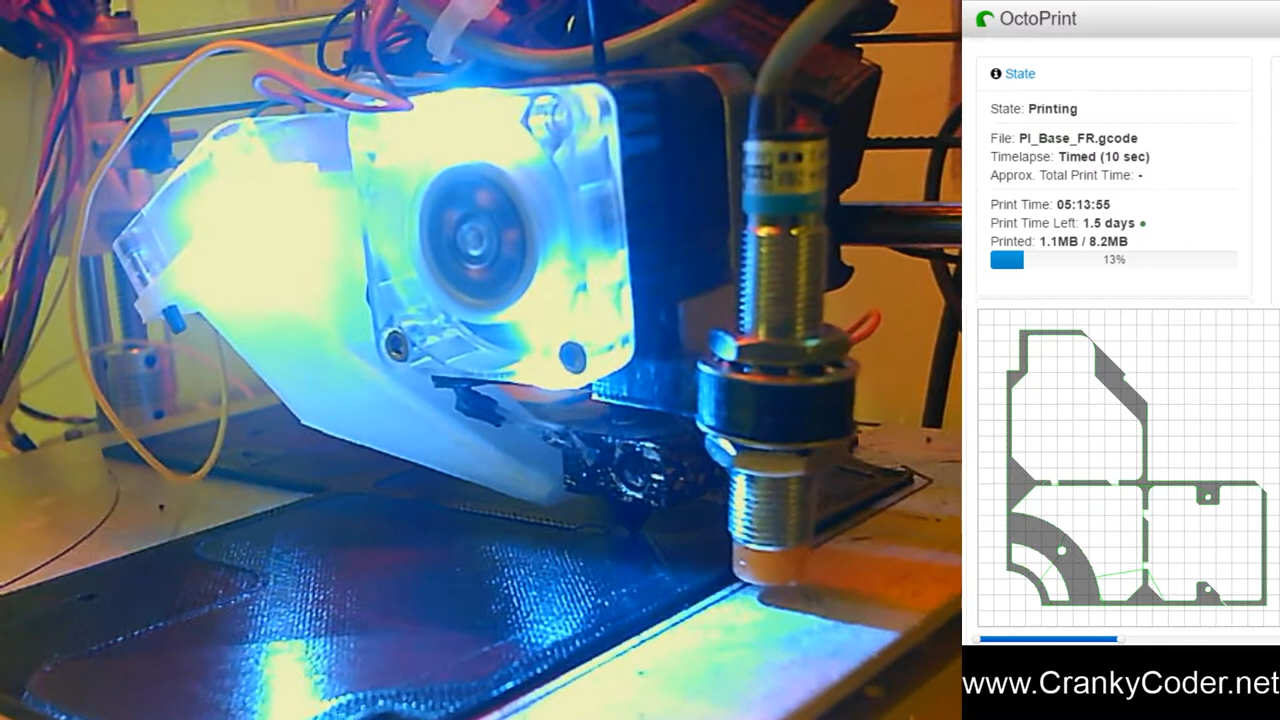 OctoPrint
State
State: Printing
File: PI_Base_FR.gcode
Timelapse: Timed (10 sec)
Approx. Total Print Time: -
Print Time: 05:13:55
Print Time Left: 1.5 days
Printed: 1.1MB / 8.2MB
13%
www.CrankyCoder.net